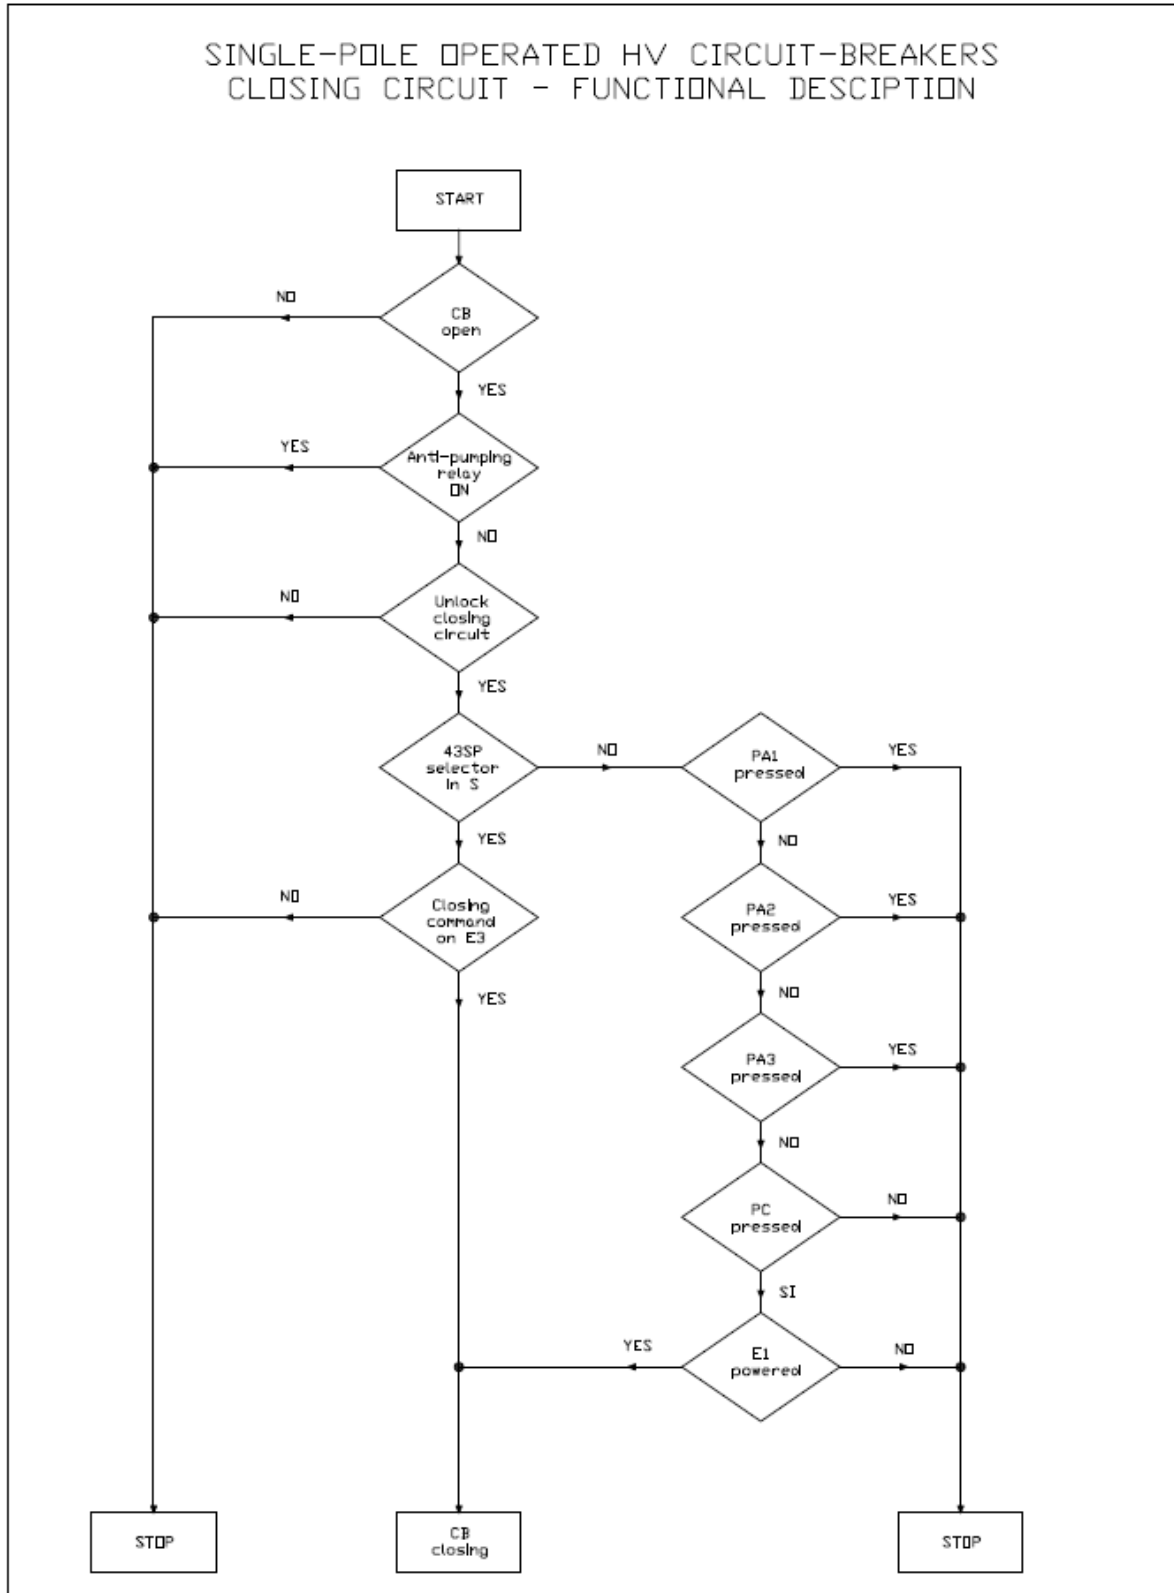 SINGLE-POLE OPERATED HV CIRCUIT-BREAKERS
CLOSING CIRCUIT - FUNCTIONAL DESCIPTION
START
NO
CB
open
YES
YES
Anti-pumping
relay
ON
NO
NO
Unlock
closing
circuit
YES
43SP
selector
in S
NO
PA1
pressed
YES
YES
NO
NO
Closing
command
on E3
PA2
pressed
YES
YES
NO
PA3
pressed
YES
NO
PC
pressed
NO
SI
YES
E1
powered
NO
STOP
CB
closing
STOP